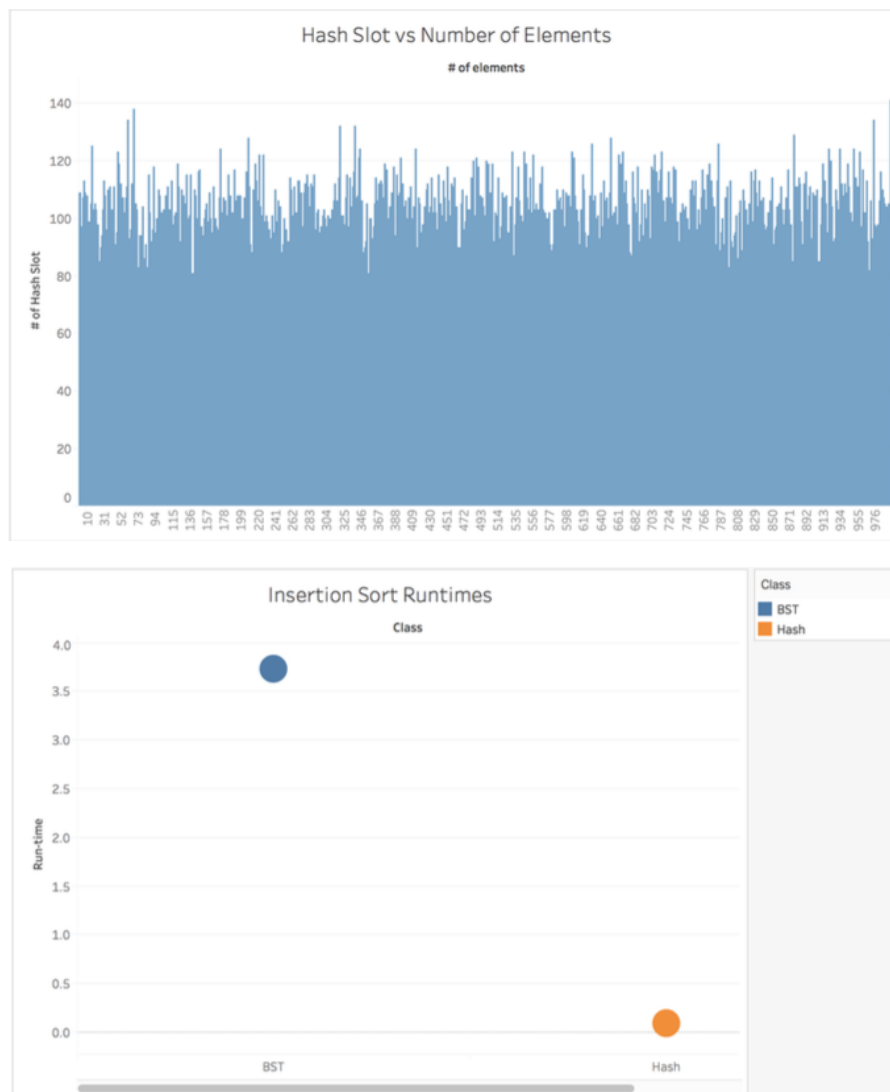 Hash Slot vs Number of Elements
# of elements
# of Hash Slot
140
120
100
80
60
40
20
0
10 31 52 73 94 115 136 157 178 199 220 241 262 283 304 325 346 367 388 409 430 451 472 493 514 535 556 577 598 619 640 661 682 703 724 745 766 787 808 829 850 871 892 913 934 955 976
Insertion Sort Runtimes
Class
Run-time
4.0
3.5
3.0
2.5
2.0
1.5
1.0
0.5
0.0
BST Hash
Class
BST
Hash